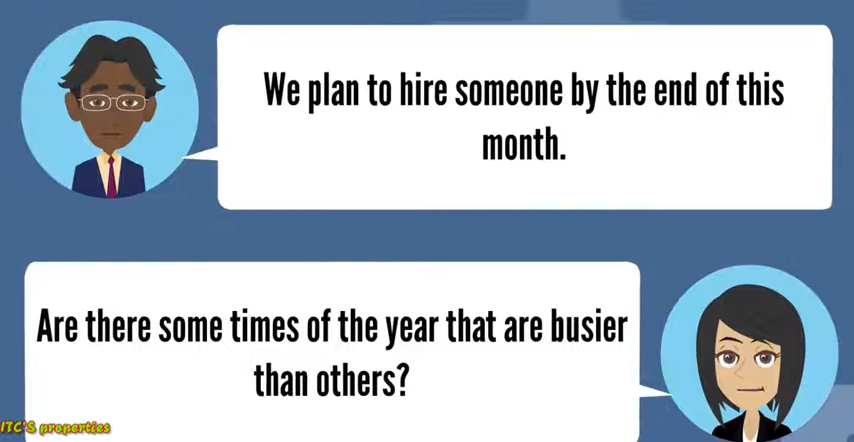 We plan to hire someone by the end of this
month.
Are there some times of the year that are busier
than others?
ITC'S properties